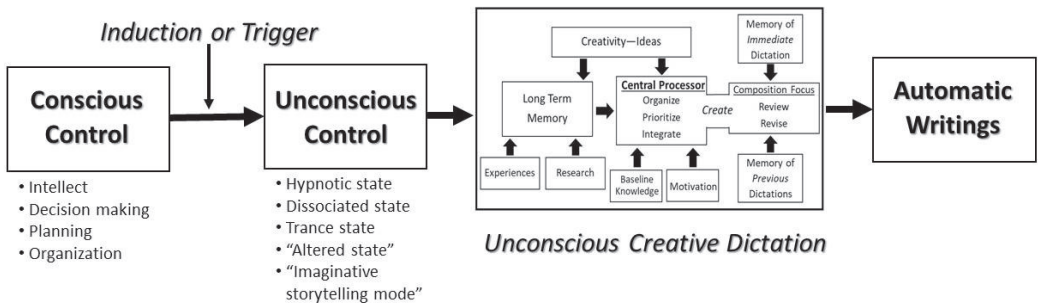 Induction or Trigger
Conscious
Control
• Intellect
• Decision making
• Planning
• Organization
Unconscious
Control
• Hypnotic state
• Dissociated state
• Trance state
• “Altered state”
• “Imaginative
storytelling mode”
Creativity—Ideas
Long Term
Memory
Experiences
Research
Central Processor
Organize
Prioritize
Integrate
Create
Baseline
Knowledge
Motivation
Memory of
Immediate
Dictation
Composition Focus
Review
Revise
Memory of
Previous
Dictations
Unconscious Creative Dictation
Automatic
Writings